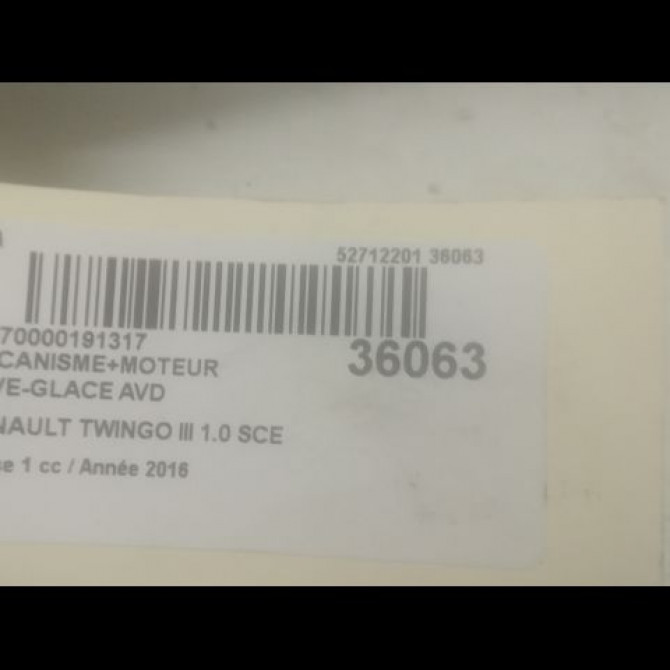 52712201 36063
70000191317
CANISME+MOTEUR
36063
VE-GLACE AVD
NAULT TWINGO III 1.0 SCE
se 1 cc / Année 2016